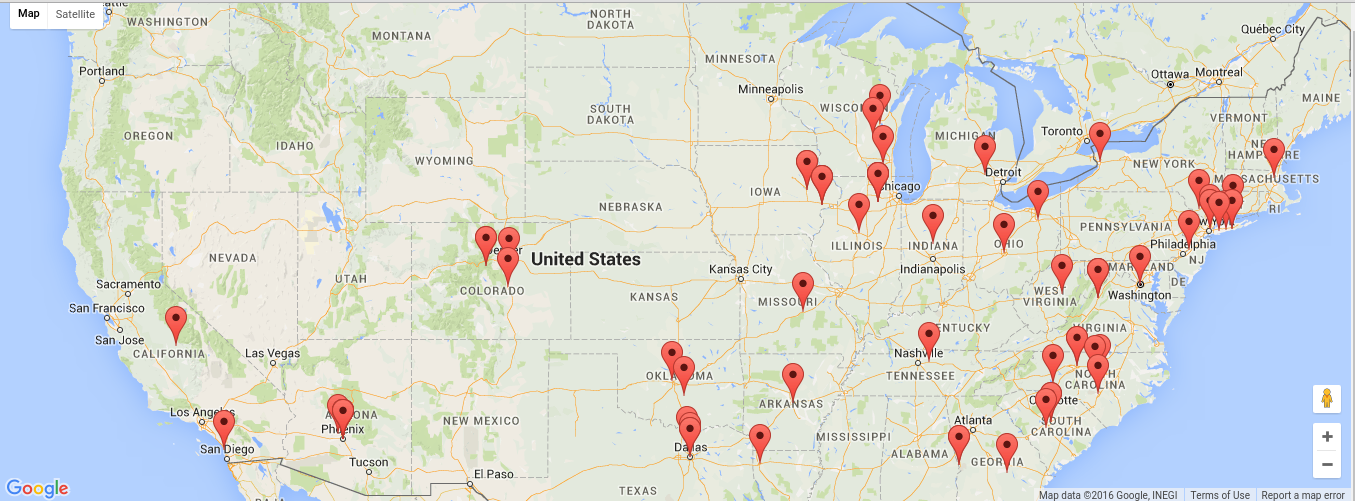 Map Satellite
Seattle
WASHINGTON
NORTH DAKOTA
MONTANA
Québec City
MINNESOTA
Portland
Ottawa
Montreal
Minneapolis
MAINE
SOUTH DAKOTA
WISCONSIN
VERMONT
OREGON
IDAHO
MICHIGAN
Toronto
NEW HAMPSHIRE
WYOMING
NEW YORK
Detroit
MASSACHUSETTS
IOWA
Chicago
NEBRASKA
RI
PENNSYLVANIA
ILLINOIS
INDIANA
OHIO
Philadelphia
NEVADA
Denver
United States
NJ
Indianapolis
MARYLAND
Kansas City
UTAH
DE
Sacramento
COLORADO
WEST VIRGINIA
Washington
KANSAS
MISSOURI
San Francisco
San Jose
VIRGINIA
KENTUCKY
CALIFORNIA
Las Vegas
Nashville
TENNESSEE
OKLAHOMA
NORTH CAROLINA
ARKANSAS
Charlotte
Los Angeles
ARIZONA
NEW MEXICO
Atlanta
SOUTH CAROLINA
Phoenix
MISSISSIPPI
San Diego
Dallas
ALABAMA
GEORGIA
Tucson
El Paso
TEXAS
Google
Map data ©2016 Google, INEGI Terms of Use Report a map error